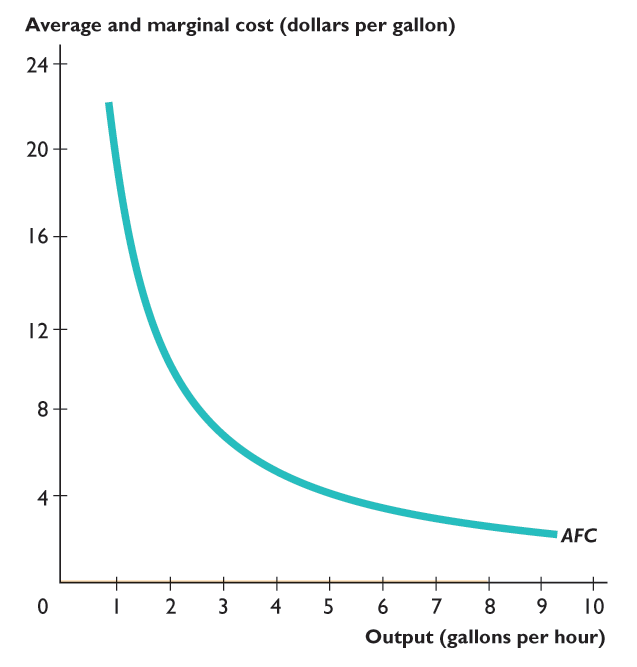 Average and marginal cost (dollars per gallon)
24
20
16
12
8
4
AFC
0 1 2 3 4 5 6 7 8 9 10
Output (gallons per hour)